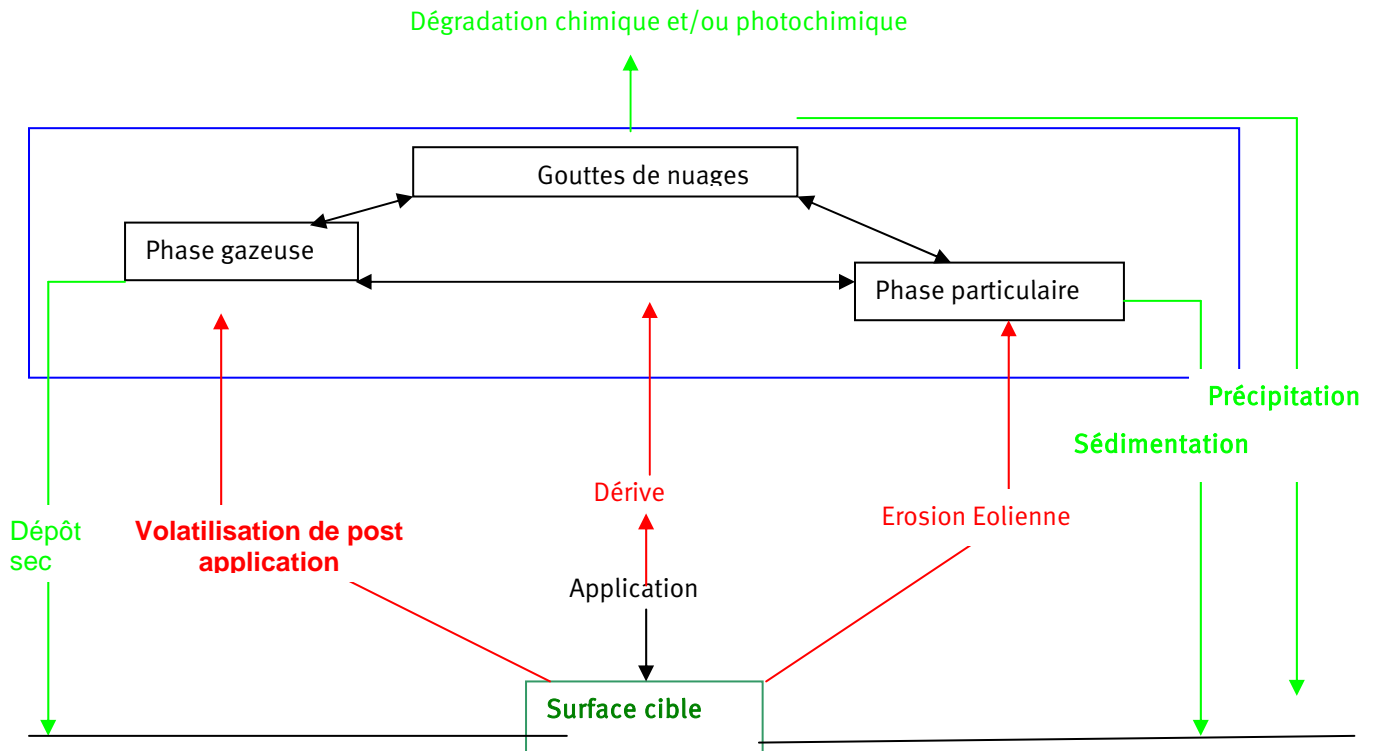 Dégradation chimique et/ou photochimique
Gouttes de nuages
Phase gazeuse
Phase particulaire
Précipitation
Sédimentation
Dérive
Erosion Eolienne
Dépôt
sec
Volatilisation de post
application
Application
Surface cible